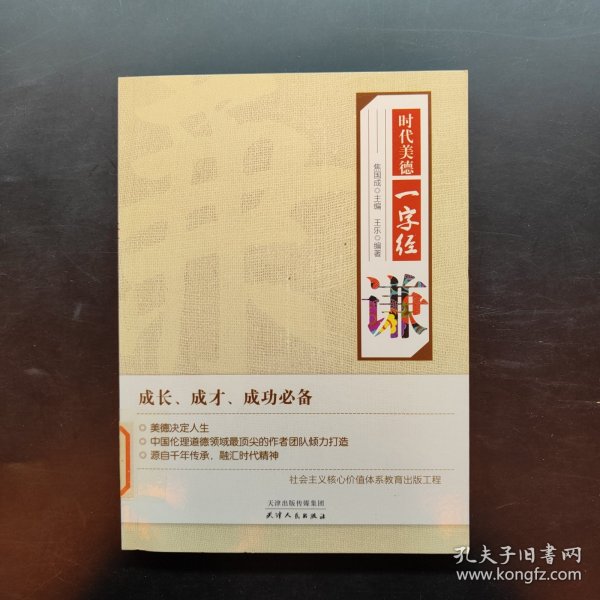 时代美德
一字经
焦国成◎主编 王乐◎编著
谦
成长、成才、成功必备
◎美德决定人生
◎中国伦理道德领域最顶尖的作者团队倾力打造
◎源自千年传承，融汇时代精神
社会主义核心价值体系教育出版工程
天津出版传媒集团
天津人民出版社
孔夫子旧书网
www.kongfz.com